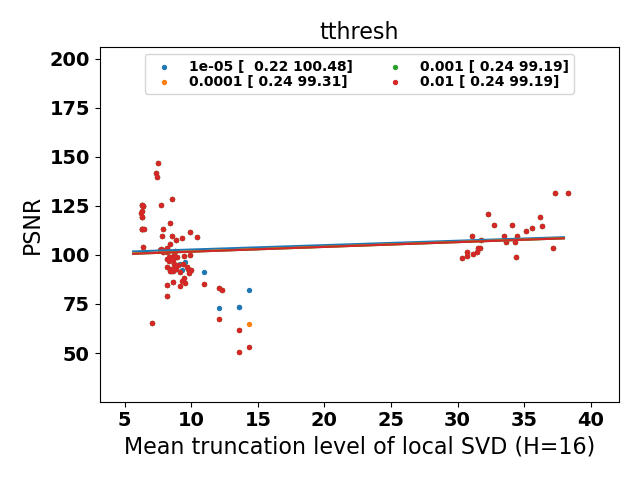 tthresh
1e-05 [  0.22 100.48]
0.0001 [ 0.24 99.31]
0.001 [ 0.24 99.19]
0.01 [ 0.24 99.19]
200
175
150
125
100
75
50
PSNR
5 10 15 20 25 30 35 40
Mean truncation level of local SVD (H=16)